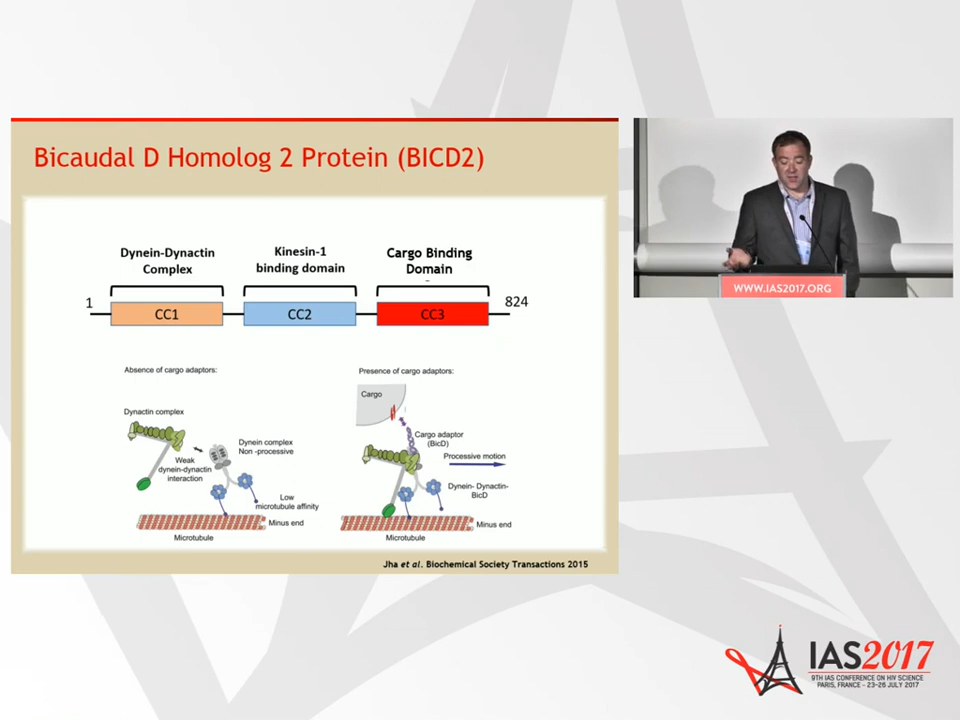 Bicaudal D Homolog 2 Protein (BICD2)
Dynein-Dynactin
Complex
Kinesin-1
binding domain
Cargo Binding
Domain
1
CC1
CC2
CC3
824
Absence of cargo adaptors:
Dynactin complex
Weak
dynein-dynactin
interaction
Dynein complex
Non -processive
Low
microtubule affinity
Minus end
Microtubule
Presence of cargo adaptors:
Cargo
Cargo adaptor
(BicD)
Processive motion
Dynein- Dynactin-
BicD
Minus end
Microtubule
Jha et al. Biochemical Society Transactions 2015
WWW.IAS2017.ORG
IAS2017
9TH IAS CONFERENCE ON HIV SCIENCE
PARIS, FRANCE - 23-26 JULY 2017